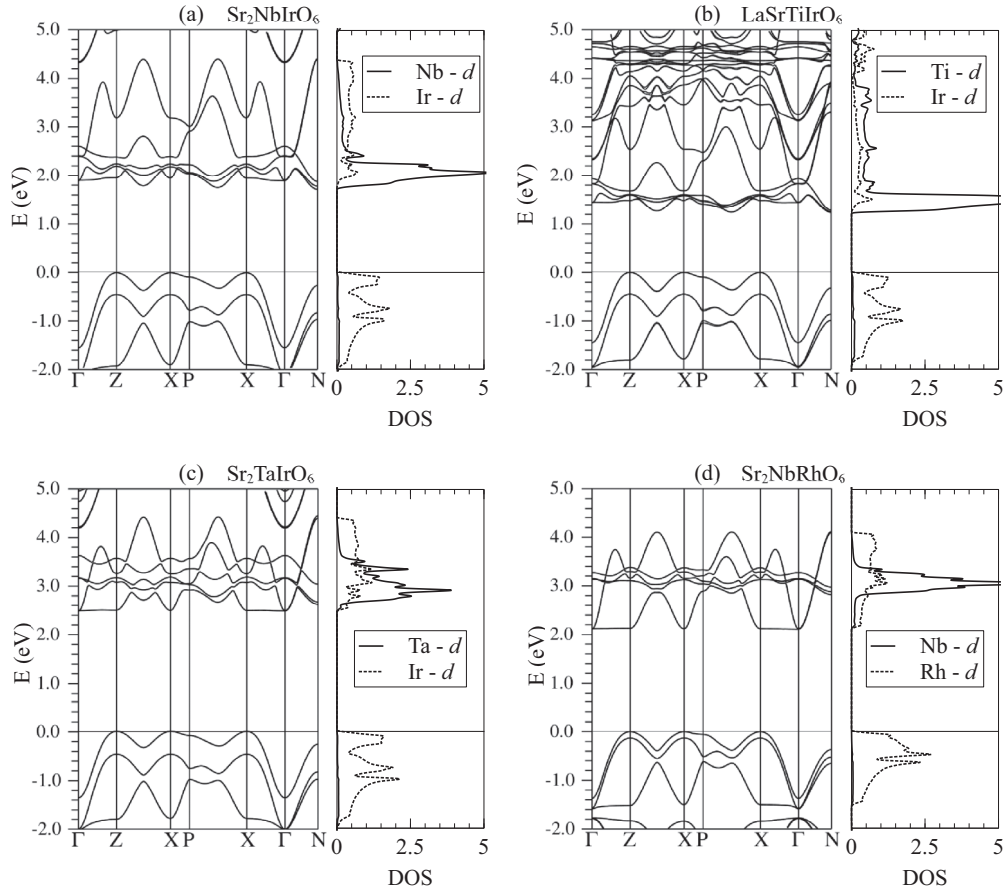 (a) Sr₂NbIrO₆
5.0
4.0
3.0
2.0
1.0
0.0
-1.0
-2.0
E (eV)
Γ Z X P X Γ N
Nb - d
Ir - d
0 2.5 5
DOS
(b) LaSrTiIrO₆
5.0
4.0
3.0
2.0
1.0
0.0
-1.0
-2.0
E (eV)
Γ Z X P X Γ N
Ti - d
Ir - d
0 2.5 5
DOS
(c) Sr₂TaIrO₆
5.0
4.0
3.0
2.0
1.0
0.0
-1.0
-2.0
E (eV)
Γ Z X P X Γ N
Ta - d
Ir - d
0 2.5 5
DOS
(d) Sr₂NbRhO₆
5.0
4.0
3.0
2.0
1.0
0.0
-1.0
-2.0
E (eV)
Γ Z X P X Γ N
Nb - d
Rh - d
0 2.5 5
DOS